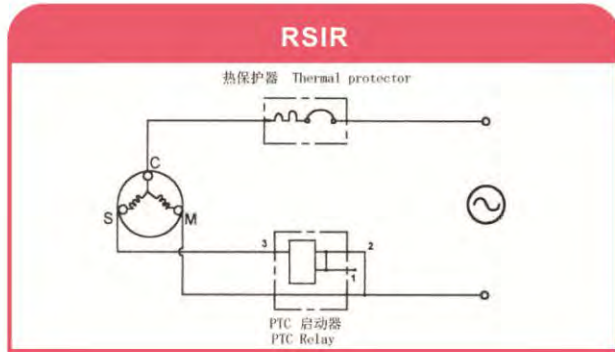 RSIR
热保护器 Thermal protector
C
S
M
3
2
1
PTC 启动器
PTC Relay